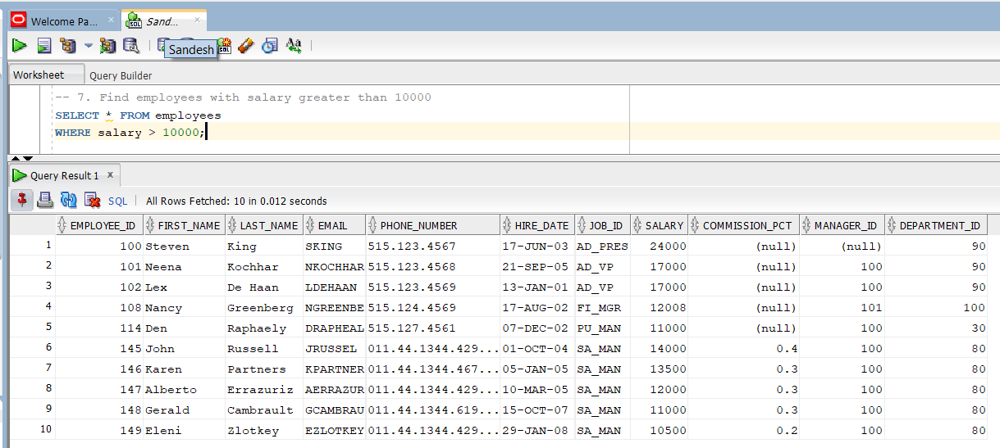 Welcome Pa... Sand...
Sandesh
Worksheet Query Builder
-- 7. Find employees with salary greater than 10000
SELECT * FROM employees
WHERE salary > 10000;
Query Result 1
SQL All Rows Fetched: 10 in 0.012 seconds
EMPLOYEE_ID FIRST_NAME LAST_NAME EMAIL PHONE_NUMBER HIRE_DATE JOB_ID SALARY COMMISSION_PCT MANAGER_ID DEPARTMENT_ID
1 100 Steven King SKING 515.123.4567 17-JUN-03 AD_PRES 24000 (null) (null) 90
2 101 Neena Kochhar NKOCHHAR 515.123.4568 21-SEP-05 AD_VP 17000 (null) 100 90
3 102 Lex De Haan LDEHAAN 515.123.4569 13-JAN-01 AD_VP 17000 (null) 100 90
4 108 Nancy Greenberg NGREENBE 515.124.4569 17-AUG-02 FI_MGR 12008 (null) 101 100
5 114 Den Raphaely DRAPHEAL 515.127.4561 07-DEC-02 PU_MAN 11000 (null) 100 30
6 145 John Russell JRUSSEL 011.44.1344.429... 01-OCT-04 SA_MAN 14000 0.4 100 80
7 146 Karen Partners KPARTNER 011.44.1344.467... 05-JAN-05 SA_MAN 13500 0.3 100 80
8 147 Alberto Errazuriz AERRAZUR 011.44.1344.429... 10-MAR-05 SA_MAN 12000 0.3 100 80
9 148 Gerald Cambrault GCAMBRAU 011.44.1344.619... 15-OCT-07 SA_MAN 11000 0.3 100 80
10 149 Eleni Zlotkey EZLOTKEY 011.44.1344.429... 29-JAN-08 SA_MAN 10500 0.2 100 80